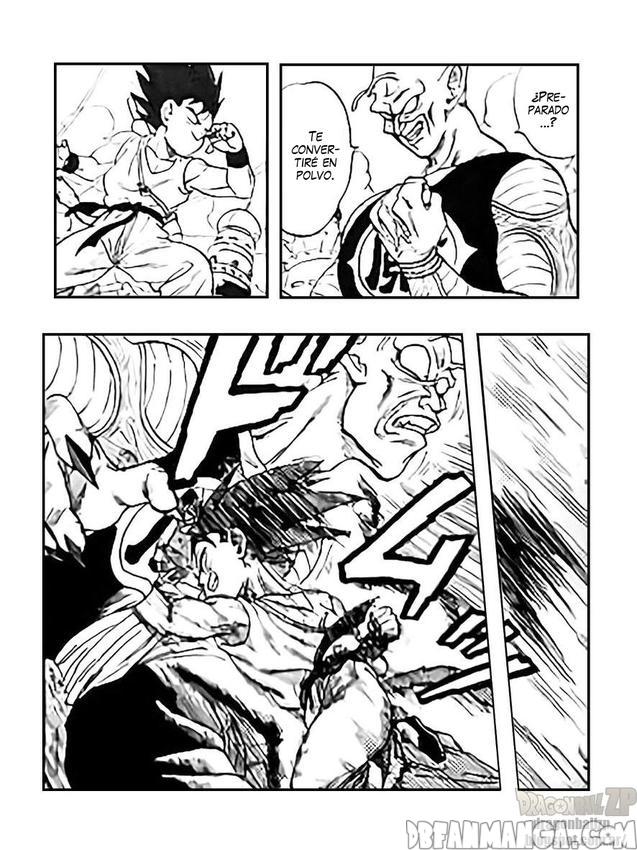 ¿PRE-
PARADO
...?
TE
CONVER-
TIRÉ EN
POLVO.
DRAGONBALL ZP
DBFANMANGA.COM